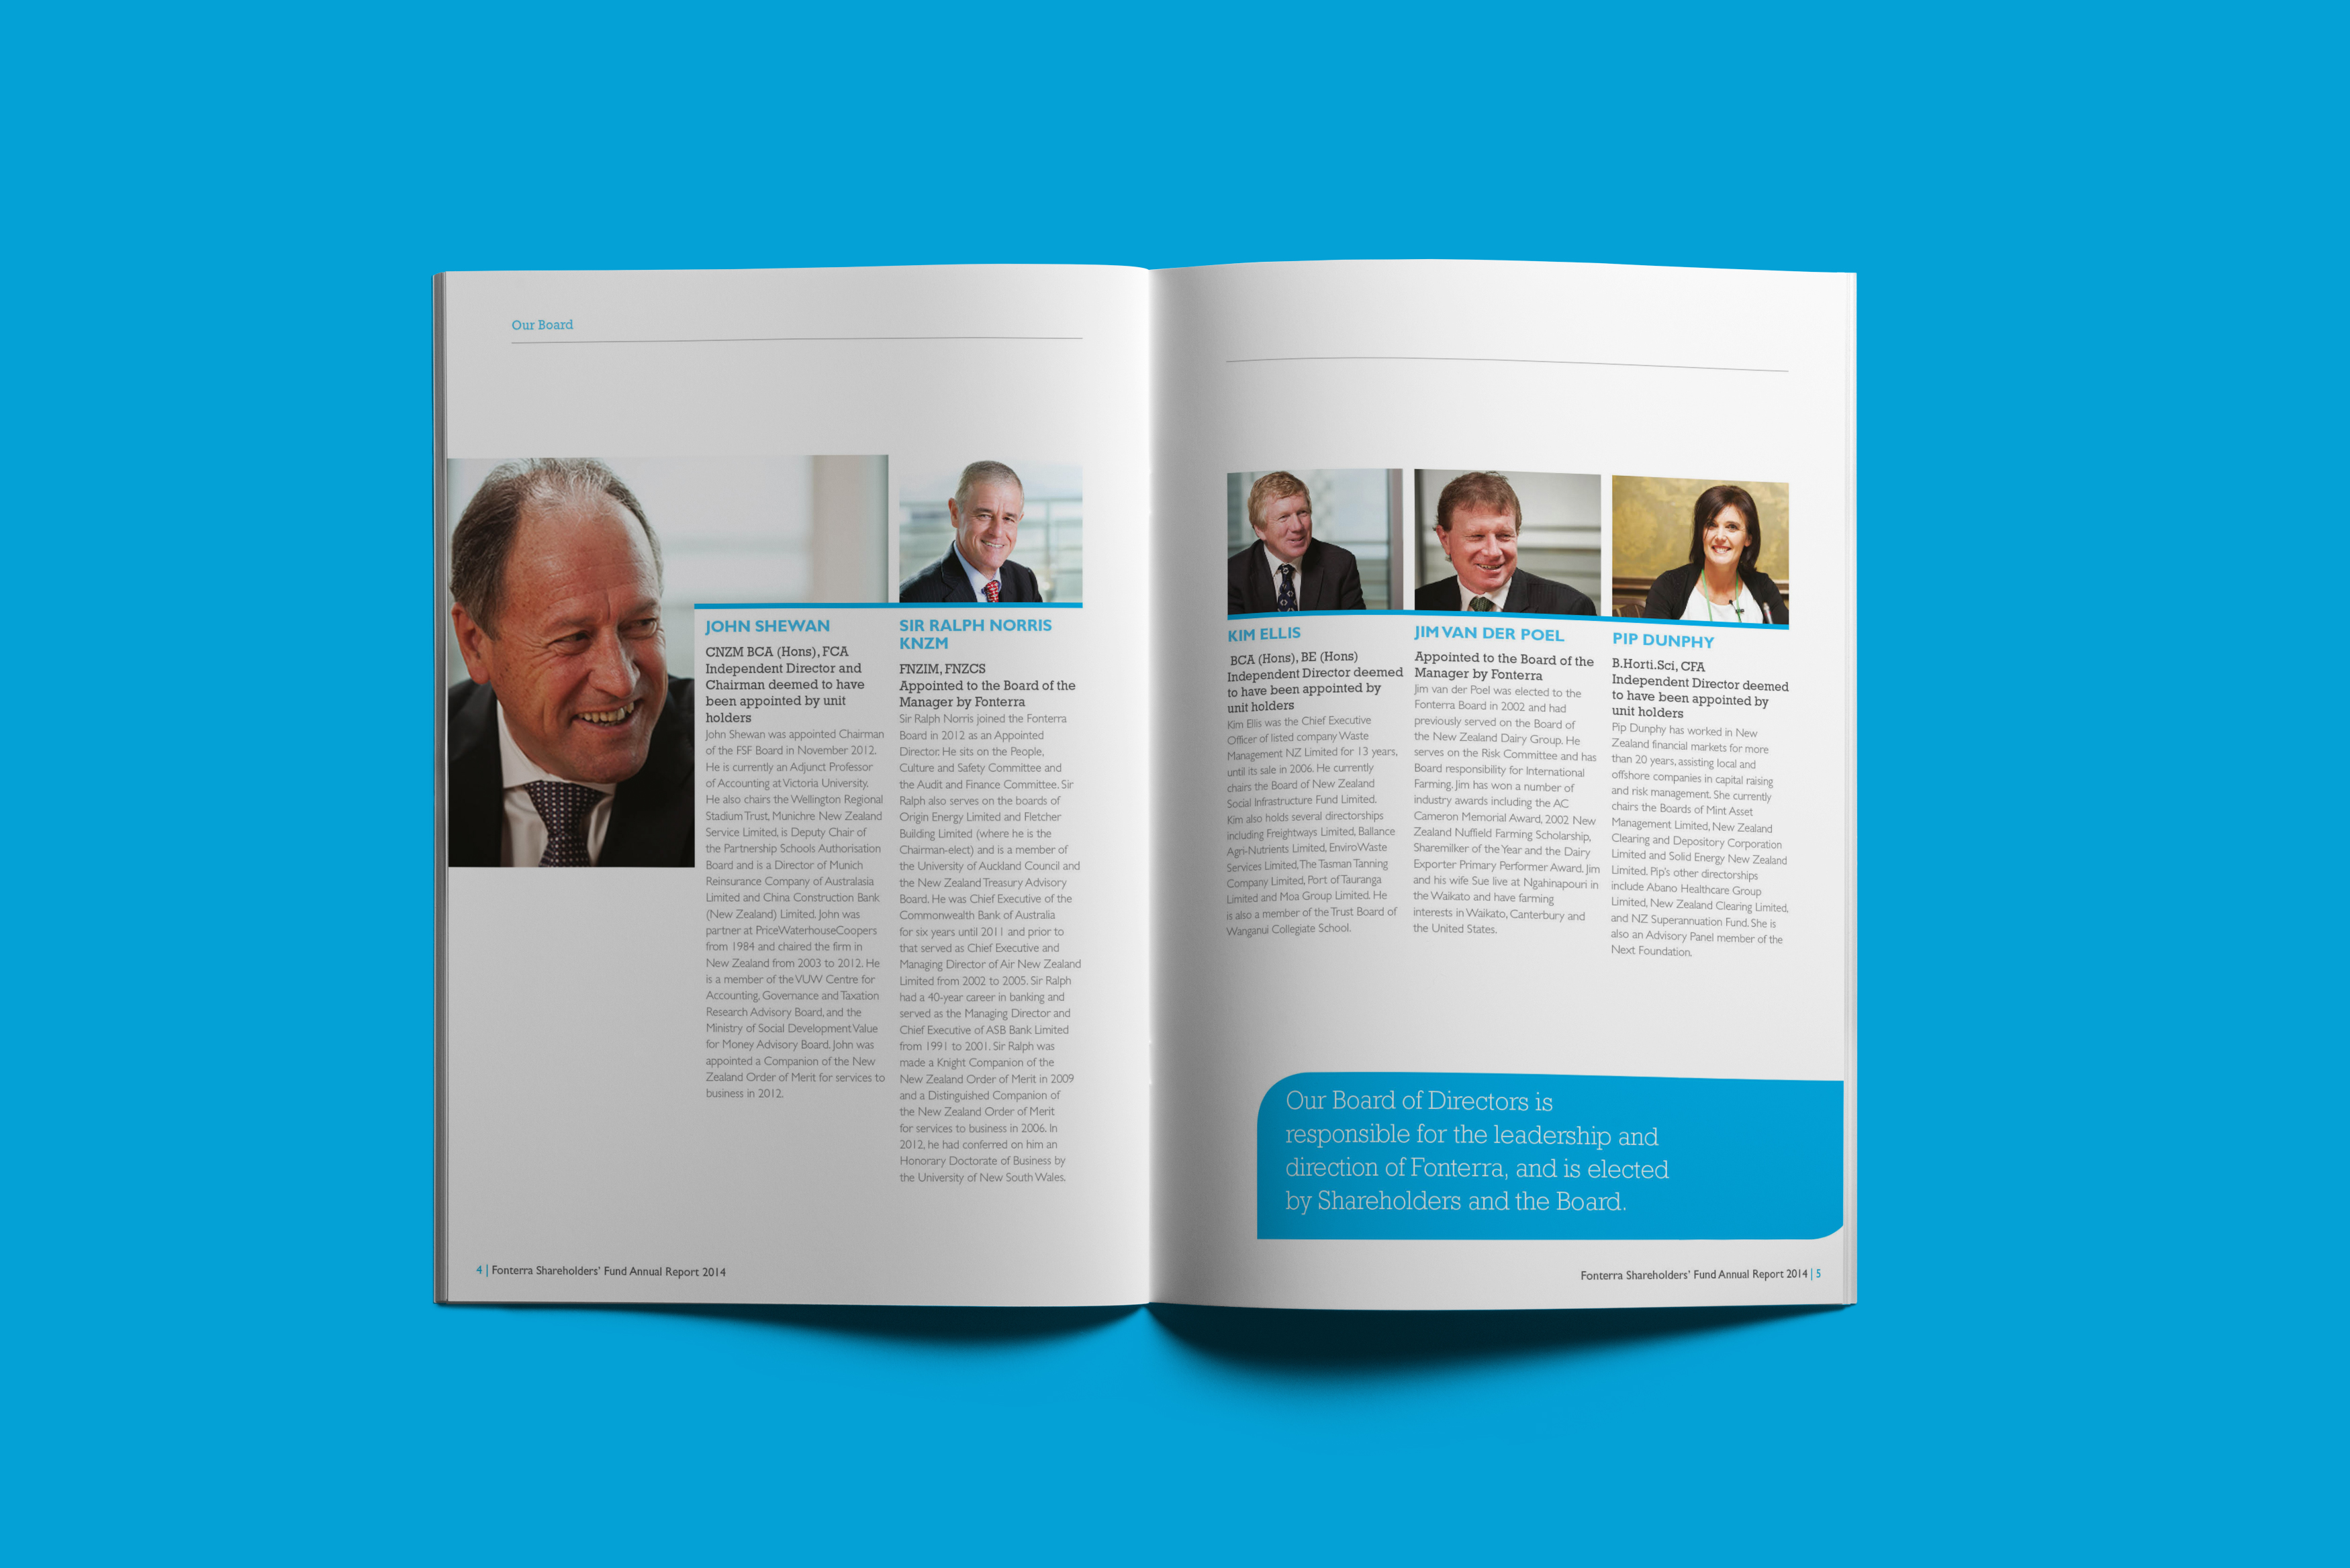 Our Board
JOHN SHEWAN
CNZM BCA (Hons), FCA
Independent Director and
Chairman deemed to have
been appointed by unit
holders
John Shewan was appointed Chairman
of the FSF Board in November 2012.
He is currently an Adjunct Professor
of Accounting at Victoria University.
He also chairs the Wellington Regional
Stadium Trust, Munichre New Zealand
Service Limited, is Deputy Chair of
the Partnership Schools Authorisation
Board and is a Director of Munich
Reinsurance Company of Australasia
Limited and China Construction Bank
(New Zealand) Limited. John was
partner at PriceWaterhouseCoopers
from 1984 and chaired the firm in
New Zealand from 2003 to 2012. He
is a member of the VUW Centre for
Accounting, Governance and Taxation
Research Advisory Board, and the
Ministry of Social Development Value
for Money Advisory Board. John was
appointed a Companion of the New
Zealand Order of Merit for services to
business in 2012.
SIR RALPH NORRIS
KNZM
FNZIM, FNZCS
Appointed to the Board of the
Manager by Fonterra
Sir Ralph Norris joined the Fonterra
Board in 2012 as an Appointed
Director. He sits on the People,
Culture and Safety Committee and
the Audit and Finance Committee. Sir
Ralph also serves on the boards of
Origin Energy Limited and Fletcher
Building Limited (where he is the
Chairman-elect) and is a member of
the University of Auckland Council and
the New Zealand Treasury Advisory
Board. He was Chief Executive of the
Commonwealth Bank of Australia
for six years until 2011 and prior to
that served as Chief Executive and
Managing Director of Air New Zealand
Limited from 2002 to 2005. Sir Ralph
had a 40-year career in banking and
served as the Managing Director and
Chief Executive of ASB Bank Limited
from 1991 to 2001. Sir Ralph was
made a Knight Companion of the
New Zealand Order of Merit in 2009
and a Distinguished Companion of
the New Zealand Order of Merit
for services to business in 2006. In
2012, he had conferred on him an
Honorary Doctorate of Business by
the University of New South Wales.
4 | Fonterra Shareholders' Fund Annual Report 2014
KIM ELLIS
BCA (Hons), BE (Hons)
Independent Director deemed
to have been appointed by
unit holders
Kim Ellis was the Chief Executive
Officer of listed company Waste
Management NZ Limited for 13 years,
until its sale in 2006. He currently
chairs the Board of New Zealand
Social Infrastructure Fund Limited.
Kim also holds several directorships
including Freightways Limited, Ballance
Agri-Nutrients Limited, EnviroWaste
Services Limited, The Tasman Tanning
Company Limited, Port of Tauranga
Limited and Moa Group Limited. He
is also a member of the Trust Board of
Wanganui Collegiate School.
JIM VAN DER POEL
Appointed to the Board of the
Manager by Fonterra
Jim van der Poel was elected to the
Fonterra Board in 2002 and had
previously served on the Board of
the New Zealand Dairy Group. He
serves on the Risk Committee and has
Board responsibility for International
Farming. Jim has won a number of
industry awards including the AC
Cameron Memorial Award, 2002 New
Zealand Nuffield Farming Scholarship,
Sharemilker of the Year and the Dairy
Exporter Primary Performer Award. Jim
and his wife Sue live at Ngahinapouri in
the Waikato and have farming
interests in Waikato, Canterbury and
the United States.
PIP DUNPHY
B.Horti.Sci, CFA
Independent Director deemed
to have been appointed by
unit holders
Pip Dunphy has worked in New
Zealand financial markets for more
than 20 years, assisting local and
offshore companies in capital raising
and risk management. She currently
chairs the Boards of Mint Asset
Management Limited, New Zealand
Clearing and Depository Corporation
Limited and Solid Energy New Zealand
Limited. Pip's other directorships
include Abano Healthcare Group
Limited, New Zealand Clearing Limited,
and NZ Superannuation Fund. She is
also an Advisory Panel member of the
Next Foundation.
Our Board of Directors is
responsible for the leadership and
direction of Fonterra, and is elected
by Shareholders and the Board.
Fonterra Shareholders' Fund Annual Report 2014 | 5